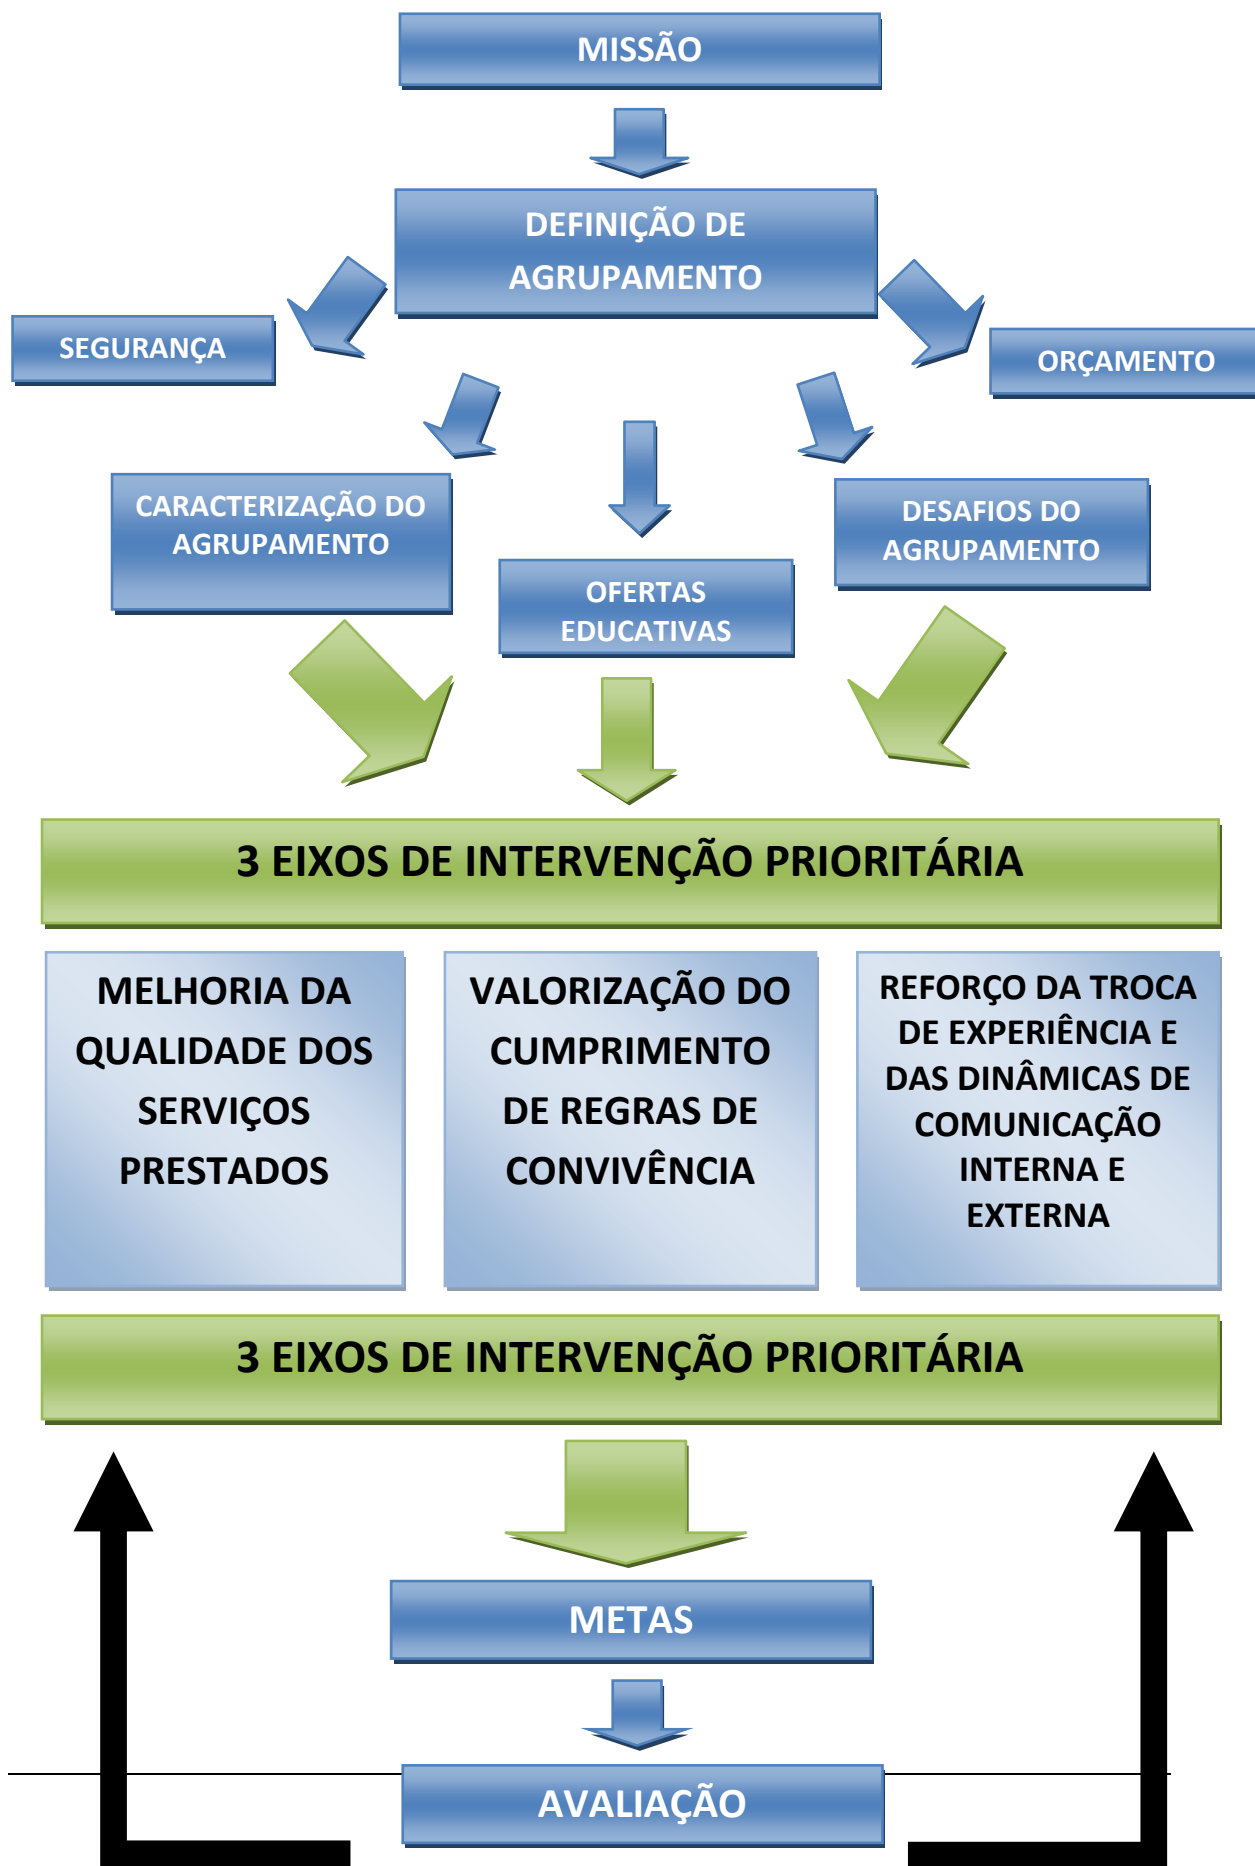 MISSÃO
DEFINIÇÃO DE
AGRUPAMENTO
SEGURANÇA
ORÇAMENTO
CARACTERIZAÇÃO DO
AGRUPAMENTO
OFERTAS
EDUCATIVAS
DESAFIOS DO
AGRUPAMENTO
3 EIXOS DE INTERVENÇÃO PRIORITÁRIA
MELHORIA DA
QUALIDADE DOS
SERVIÇOS
PRESTADOS
VALORIZAÇÃO DO
CUMPRIMENTO
DE REGRAS DE
CONVIVÊNCIA
REFORÇO DA TROCA
DE EXPERIÊNCIA E
DAS DINÂMICAS DE
COMUNICAÇÃO
INTERNA E
EXTERNA
3 EIXOS DE INTERVENÇÃO PRIORITÁRIA
METAS
AVALIAÇÃO